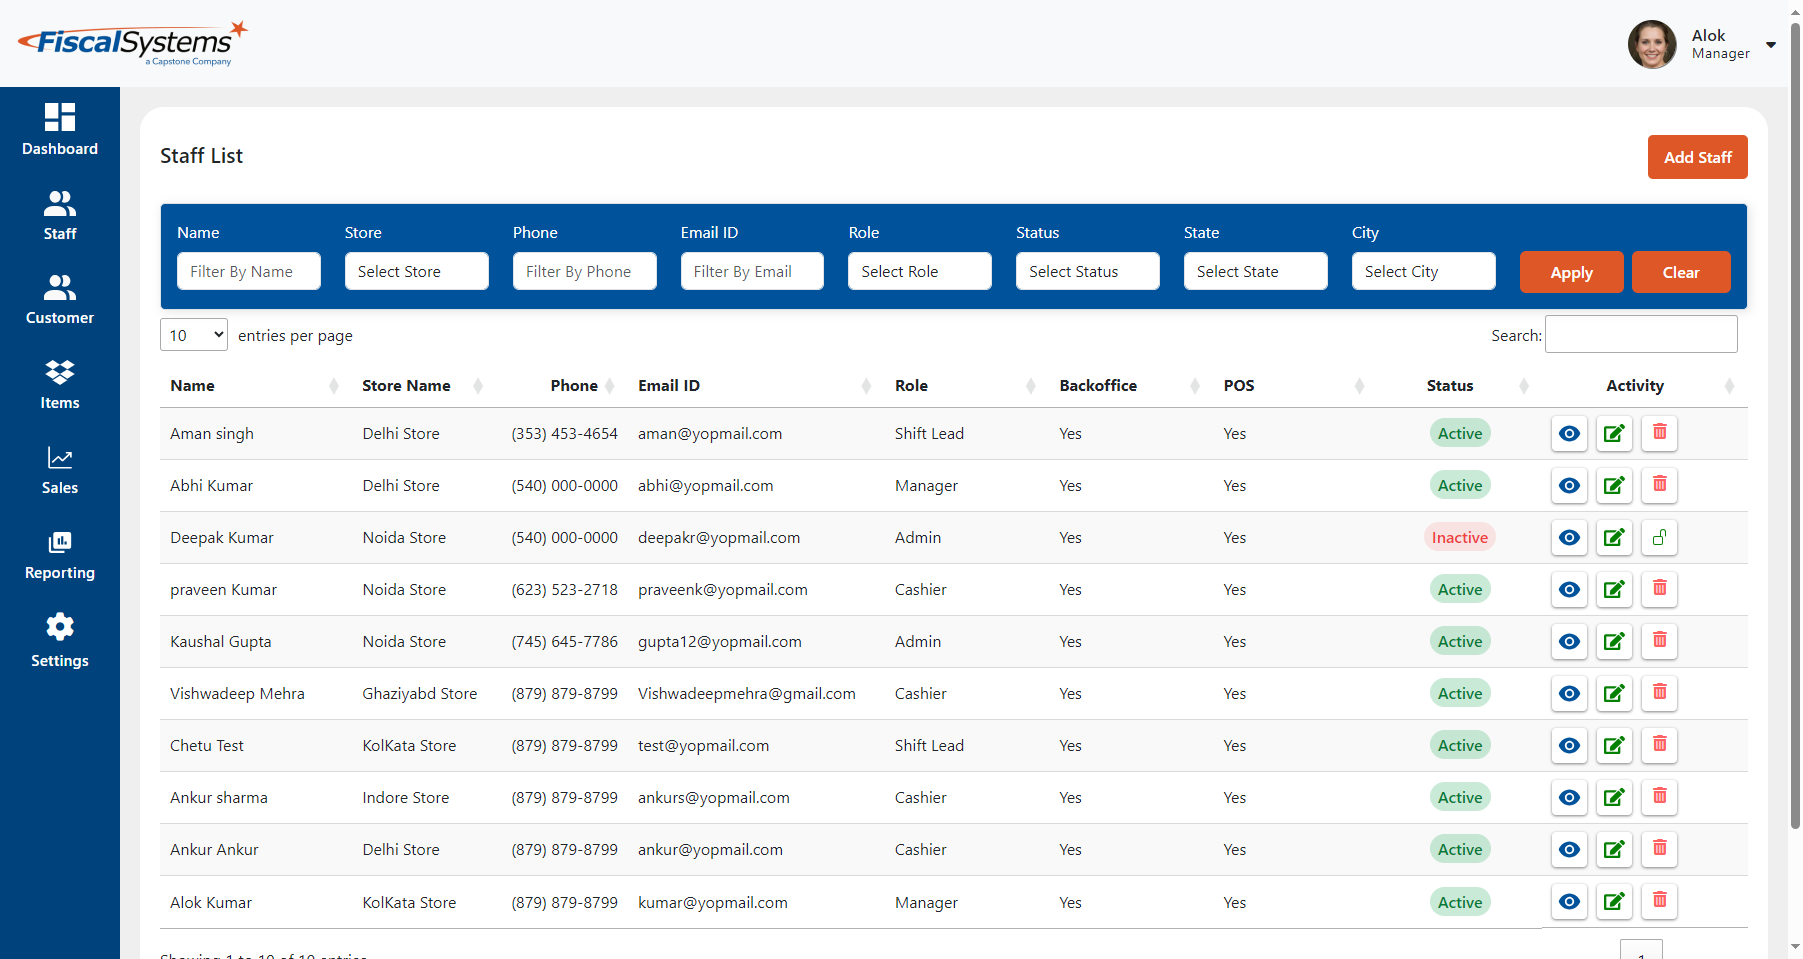 FiscalSystems
a Capstone Company
Alok
Manager
Dashboard
Staff
Customer
Items
Sales
Reporting
Settings
Staff List
Add Staff
Name Store Phone Email ID Role Status State City
Filter By Name Select Store Filter By Phone Filter By Email Select Role Select Status Select State Select City Apply Clear
10 entries per page Search:
Name Store Name Phone Email ID Role Backoffice POS Status Activity
Aman singh Delhi Store (353) 453-4654 aman@yopmail.com Shift Lead Yes Yes Active
Abhi Kumar Delhi Store (540) 000-0000 abhi@yopmail.com Manager Yes Yes Active
Deepak Kumar Noida Store (540) 000-0000 deepakr@yopmail.com Admin Yes Yes Inactive
praveen Kumar Noida Store (623) 523-2718 praveenk@yopmail.com Cashier Yes Yes Active
Kaushal Gupta Noida Store (745) 645-7786 gupta12@yopmail.com Admin Yes Yes Active
Vishwadeep Mehra Ghaziyabd Store (879) 879-8799 Vishwadeepmehra@gmail.com Cashier Yes Yes Active
Chetu Test KolKata Store (879) 879-8799 test@yopmail.com Shift Lead Yes Yes Active
Ankur sharma Indore Store (879) 879-8799 ankurs@yopmail.com Cashier Yes Yes Active
Ankur Ankur Delhi Store (879) 879-8799 ankur@yopmail.com Cashier Yes Yes Active
Alok Kumar KolKata Store (879) 879-8799 kumar@yopmail.com Manager Yes Yes Active
Showing 1 to 10 of 10 entries 1